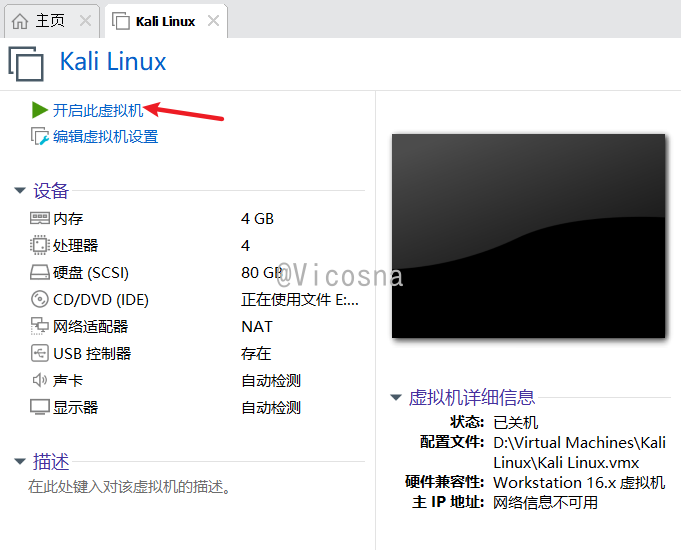 主页
Kali Linux
Kali Linux
开启此虚拟机
编辑虚拟机设置
设备
内存 4 GB
处理器 4
硬盘 (SCSI) 80 GB
CD/DVD (IDE) 正在使用文件 E:...
网络适配器 NAT
USB 控制器 存在
声卡 自动检测
显示器 自动检测
描述
在此处键入对该虚拟机的描述。
@Vicosna
虚拟机详细信息
状态: 已关机
配置文件: D:\Virtual Machines\Kali
Linux\Kali Linux.vmx
硬件兼容性: Workstation 16.x 虚拟机
主 IP 地址: 网络信息不可用